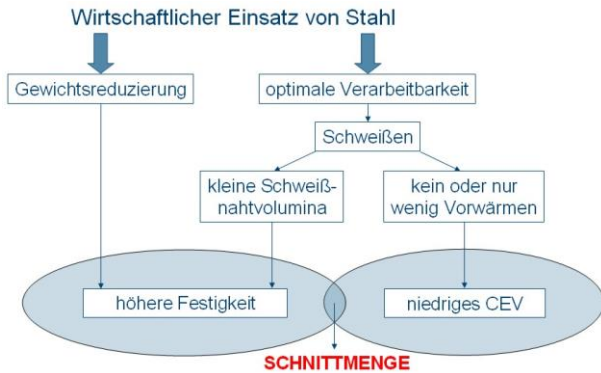 Wirtschaftlicher Einsatz von Stahl
Gewichtsreduzierung
optimale Verarbeitbarkeit
Schweißen
kleine Schweiß-
nahtvolumina
kein oder nur
wenig Vorwärmen
höhere Festigkeit
niedriges CEV
SCHNITTMENGE